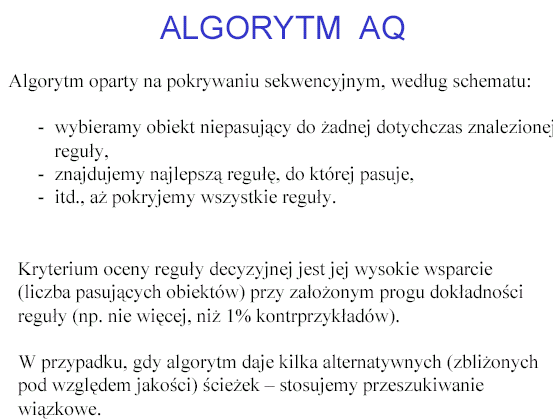 ALGORYTM AQ
Algorytm oparty na pokrywaniu sekwencyjnym, według schematu:
- wybieramy obiekt niepasujący do żadnej dotychczas znalezionej
reguły,
- znajdujemy najlepszą regułę, do której pasuje,
- itd., aż pokryjemy wszystkie reguły.
Kryterium oceny reguły decyzyjnej jest jej wysokie wsparcie
(liczba pasujących obiektów) przy założonym progu dokładności
reguły (np. nie więcej, niż 1% kontrprzykładów).
W przypadku, gdy algorytm daje kilka alternatywnych (zbliżonych
pod względem jakości) ścieżek – stosujemy przeszukiwanie
wiązkowe.